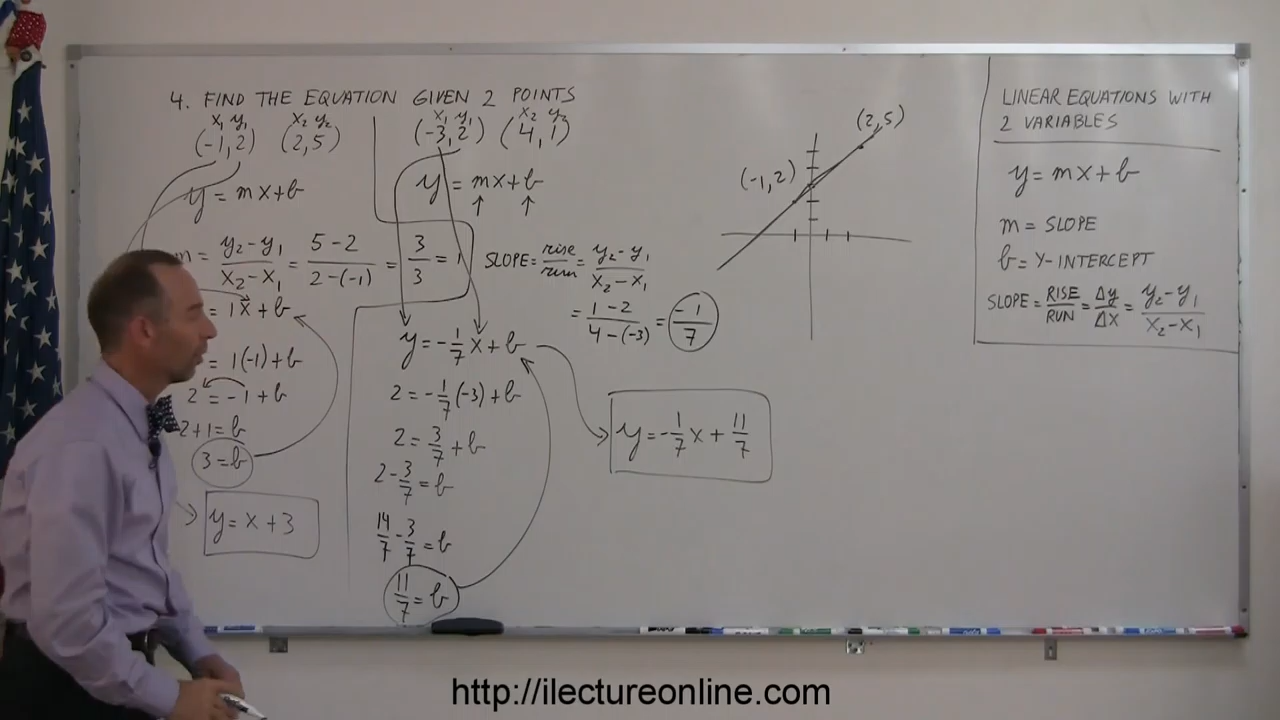 4. FIND THE EQUATION GIVEN 2 POINTS
x₁ y₁ x₂ y₂
(-1,2) (2,5)
y = mx+b
m = y₂-y₁/x₂-x₁ = 5-2/2-(-1) = 3/3 = 1
= 1x+b
= 1(-1)+b
2 = -1+b
2+1=b
3=b
y = x+3
x₁ y₁ x₂ y₂
(-3,2) (4,1)
y = mx+b
SLOPE = rise/run = y₂-y₁/x₂-x₁
= 1-2/4-(-3) = -1/7
y = -1/7 x+b
2 = -1/7 (-3)+b
2 = 3/7 + b
2 - 3/7 = b
14/7 - 3/7 = b
11/7 = b
y = -1/7 x + 11/7
(2,5)
(-1,2)
LINEAR EQUATIONS WITH
2 VARIABLES
y = mx+b
m = SLOPE
b = Y-INTERCEPT
SLOPE = RISE/RUN = Δy/Δx = y₂-y₁/x₂-x₁
http://ilectureonline.com